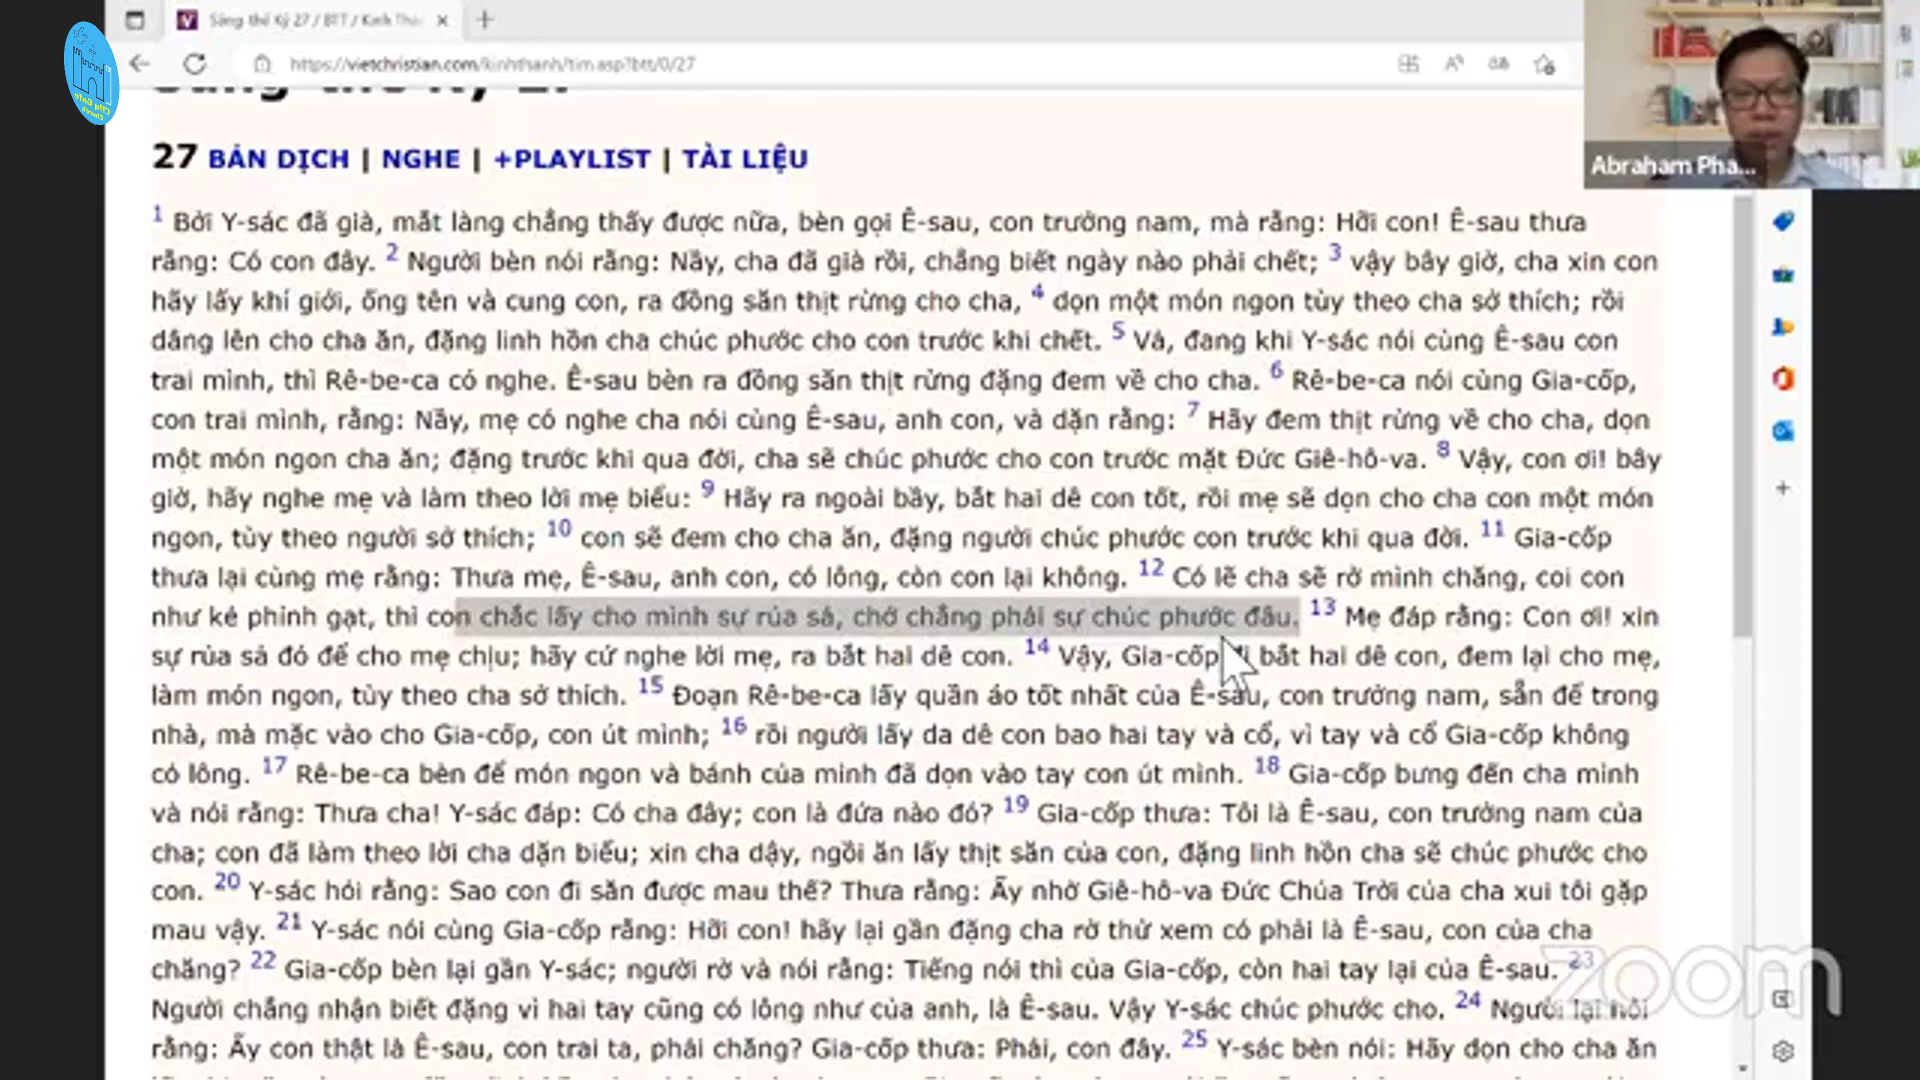 Sáng thế Ký 27 / BTT / Kinh Thá
https://vietchristian.com/kinhthanh/tim.asp?btt/0/27
27 BẢN DỊCH | NGHE | +PLAYLIST | TÀI LIỆU
Abraham Pha...
1 Bởi Y-sác đã già, mắt làng chẳng thấy được nữa, bèn gọi Ê-sau, con trưởng nam, mà rằng: Hỡi con! Ê-sau thưa
rằng: Có con đây. 2 Người bèn nói rằng: Nầy, cha đã già rồi, chẳng biết ngày nào phải chết; 3 vậy bây giờ, cha xin con
hãy lấy khí giới, ống tên và cung con, ra đồng săn thịt rừng cho cha, 4 dọn một món ngon tùy theo cha sở thích; rồi
dâng lên cho cha ăn, đặng linh hồn cha chúc phước cho con trước khi chết. 5 Vả, đang khi Y-sác nói cùng Ê-sau con
trai mình, thì Rê-be-ca có nghe. Ê-sau bèn ra đồng săn thịt rừng đặng đem về cho cha. 6 Rê-be-ca nói cùng Gia-cốp,
con trai mình, rằng: Nầy, mẹ có nghe cha nói cùng Ê-sau, anh con, và dặn rằng: 7 Hãy đem thịt rừng về cho cha, dọn
một món ngon cha ăn; đặng trước khi qua đời, cha sẽ chúc phước cho con trước mặt Đức Giê-hô-va. 8 Vậy, con ơi! bây
giờ, hãy nghe mẹ và làm theo lời mẹ biểu: 9 Hãy ra ngoài bầy, bắt hai dê con tốt, rồi mẹ sẽ dọn cho cha con một món
ngon, tùy theo người sở thích; 10 con sẽ đem cho cha ăn, đặng người chúc phước con trước khi qua đời. 11 Gia-cốp
thưa lại cùng mẹ rằng: Thưa mẹ, Ê-sau, anh con, có lông, còn con lại không. 12 Có lẽ cha sẽ rờ mình chăng, coi con
như kẻ phỉnh gạt, thì con chắc lấy cho mình sự rủa sả, chớ chẳng phải sự chúc phước đâu. 13 Mẹ đáp rằng: Con ơi! xin
sự rủa sả đó để cho mẹ chịu; hãy cứ nghe lời mẹ, ra bắt hai dê con. 14 Vậy, Gia-cốp đi bắt hai dê con, đem lại cho mẹ,
làm món ngon, tùy theo cha sở thích. 15 Đoạn Rê-be-ca lấy quần áo tốt nhất của Ê-sau, con trưởng nam, sẵn để trong
nhà, mà mặc vào cho Gia-cốp, con út mình; 16 rồi người lấy da dê con bao hai tay và cổ, vì tay và cổ Gia-cốp không
có lông. 17 Rê-be-ca bèn để món ngon và bánh của mình đã dọn vào tay con út mình. 18 Gia-cốp bưng đến cha mình
và nói rằng: Thưa cha! Y-sác đáp: Có cha đây; con là đứa nào đó? 19 Gia-cốp thưa: Tôi là Ê-sau, con trưởng nam của
cha; con đã làm theo lời cha dặn biểu; xin cha dậy, ngồi ăn lấy thịt săn của con, đặng linh hồn cha sẽ chúc phước cho
con. 20 Y-sác hỏi rằng: Sao con đi săn được mau thế? Thưa rằng: Ấy nhờ Giê-hô-va Đức Chúa Trời của cha xui tôi gặp
mau vậy. 21 Y-sác nói cùng Gia-cốp rằng: Hỡi con! hãy lại gần đặng cha rờ thử xem có phải là Ê-sau, con của cha
chăng? 22 Gia-cốp bèn lại gần Y-sác; người rờ và nói rằng: Tiếng nói thì của Gia-cốp, còn hai tay lại của Ê-sau. 23
Người chẳng nhận biết đặng vì hai tay cũng có lông như của anh, là Ê-sau. Vậy Y-sác chúc phước cho. 24 Người lại hỏi
rằng: Ấy con thật là Ê-sau, con trai ta, phải chăng? Gia-cốp thưa: Phải, con đây. 25 Y-sác bèn nói: Hãy dọn cho cha ăn
zoom
City Gate
Church